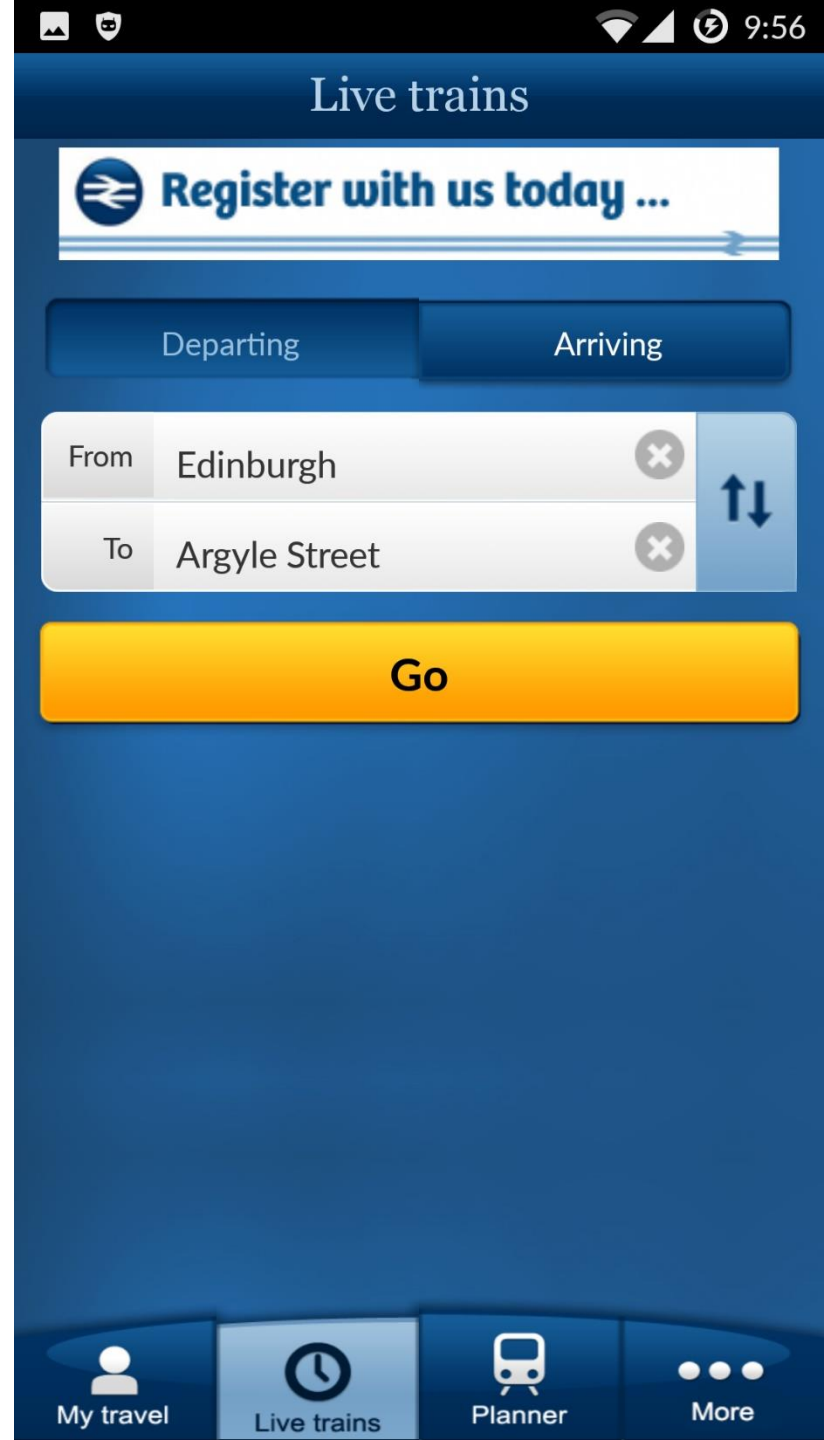 9:56
Live trains
Register with us today ...
Departing Arriving
From Edinburgh
To Argyle Street
Go
My travel Live trains Planner More